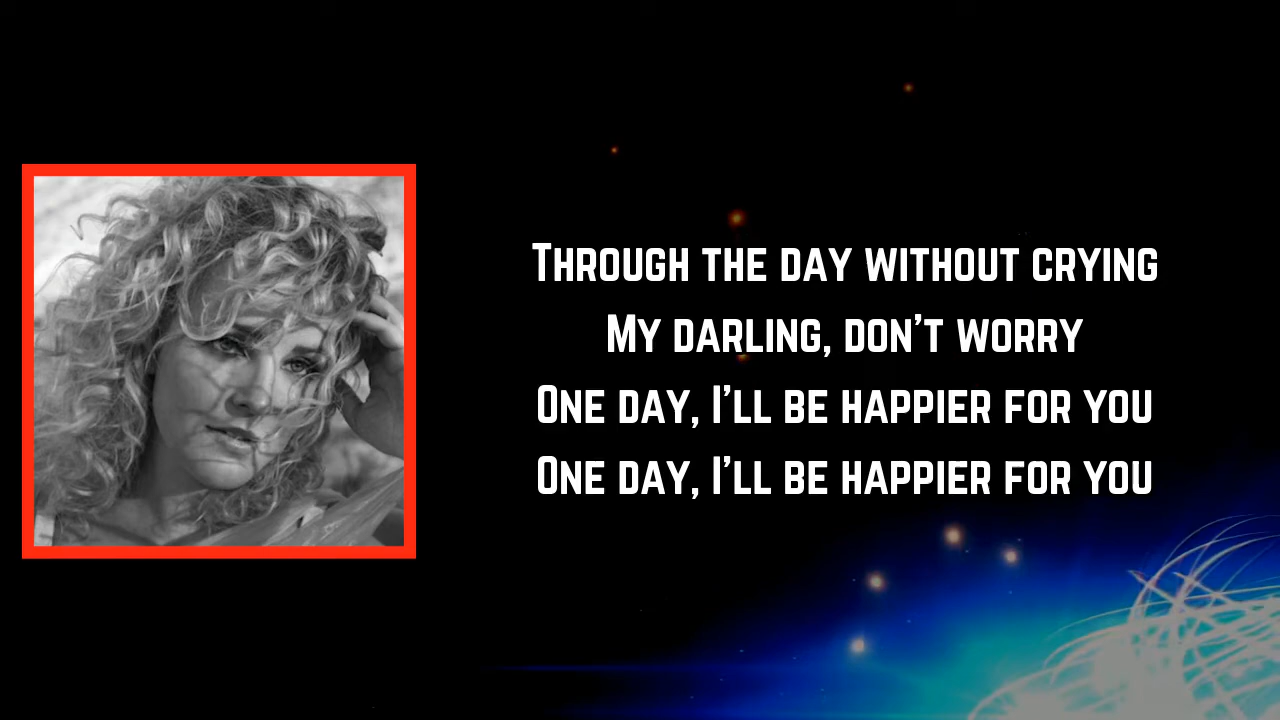 Through the day without crying
My darling, don't worry
One day, I'll be happier for you
One day, I'll be happier for you